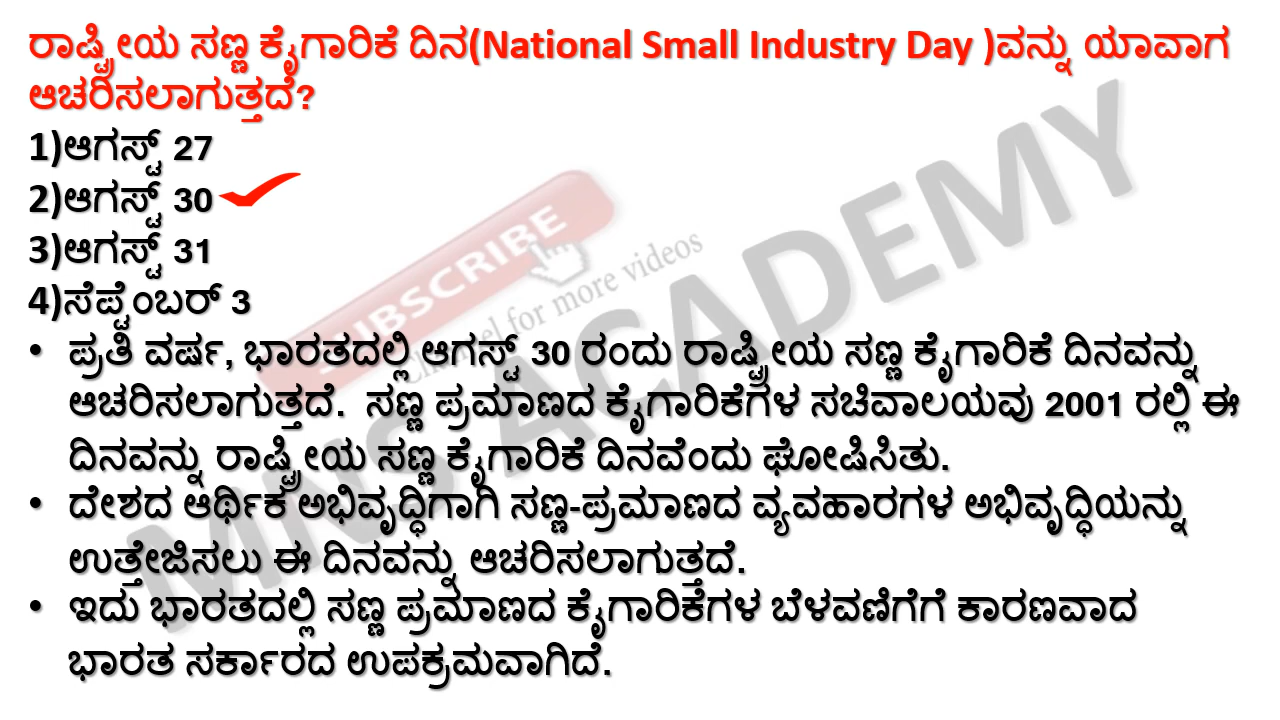 ರಾಷ್ಟ್ರೀಯ ಸಣ್ಣ ಕೈಗಾರಿಕೆ ದಿನ(National Small Industry Day )ವನ್ನು ಯಾವಾಗ
ಆಚರಿಸಲಾಗುತ್ತದೆ?
1)ಆಗಸ್ಟ್ 27
2)ಆಗಸ್ಟ್ 30
3)ಆಗಸ್ಟ್ 31
4)ಸೆಪ್ಟೆಂಬರ್ 3
• ಪ್ರತಿ ವರ್ಷ, ಭಾರತದಲ್ಲಿ ಆಗಸ್ಟ್ 30 ರಂದು ರಾಷ್ಟ್ರೀಯ ಸಣ್ಣ ಕೈಗಾರಿಕೆ ದಿನವನ್ನು
ಆಚರಿಸಲಾಗುತ್ತದೆ. ಸಣ್ಣ ಪ್ರಮಾಣದ ಕೈಗಾರಿಕೆಗಳ ಸಚಿವಾಲಯವು 2001 ರಲ್ಲಿ ಈ
ದಿನವನ್ನು ರಾಷ್ಟ್ರೀಯ ಸಣ್ಣ ಕೈಗಾರಿಕೆ ದಿನವೆಂದು ಘೋಷಿಸಿತು.
• ದೇಶದ ಆರ್ಥಿಕ ಅಭಿವೃದ್ಧಿಗಾಗಿ ಸಣ್ಣ-ಪ್ರಮಾಣದ ವ್ಯವಹಾರಗಳ ಅಭಿವೃದ್ಧಿಯನ್ನು
ಉತ್ತೇಜಿಸಲು ಈ ದಿನವನ್ನು ಆಚರಿಸಲಾಗುತ್ತದೆ.
• ಇದು ಭಾರತದಲ್ಲಿ ಸಣ್ಣ ಪ್ರಮಾಣದ ಕೈಗಾರಿಕೆಗಳ ಬೆಳವಣಿಗೆಗೆ ಕಾರಣವಾದ
ಭಾರತ ಸರ್ಕಾರದ ಉಪಕ್ರಮವಾಗಿದೆ.
SUBSCRIBE
Channel for more videos
MNS ACADEMY